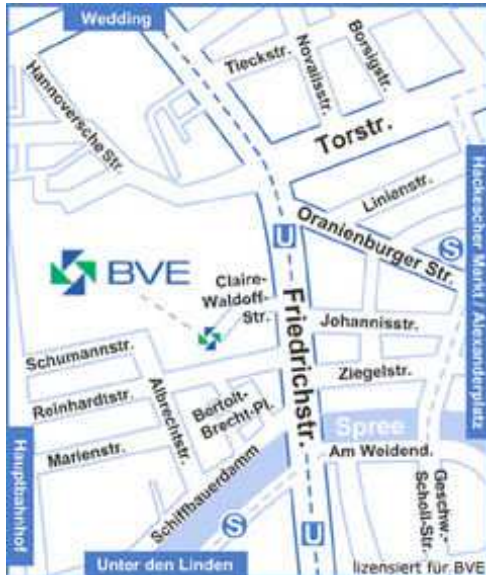 Wedding
Tieckstr.
Novalisstr.
Borsigstr.
Hannoversche Str.
Torstr.
Linienstr.
Oranienburger Str.
Hackescher Markt / Alexanderplatz
U
S
BVE
Claire-
Waldoff-
Str.
Friedrichstr.
Johannisstr.
Schumannstr.
Ziegelstr.
Reinhardtstr.
Albrechtstr.
Bertolt-
Brecht-Pl.
Spree
Marienstr.
Am Weidend.
Schiffbauerdamm
Geschw.-
Scholl-Str.
Hauptbahnhof
S
U
Unter den Linden
lizensiert für BVE